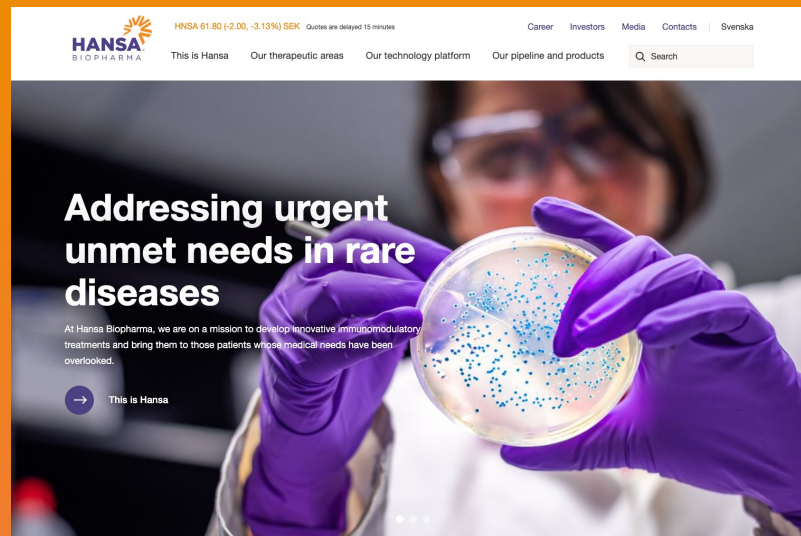 HNSA 61.80 (-2.00, -3.13%) SEK Quotes are delayed 15 minutes
Career Investors Media Contacts Svenska
HANSA
BIOPHARMA
This is Hansa Our therapeutic areas Our technology platform Our pipeline and products Search
Addressing urgent
unmet needs in rare
diseases
At Hansa Biopharma, we are on a mission to develop innovative immunomodulatory
treatments and bring them to those patients whose medical needs have been
overlooked.
This is Hansa